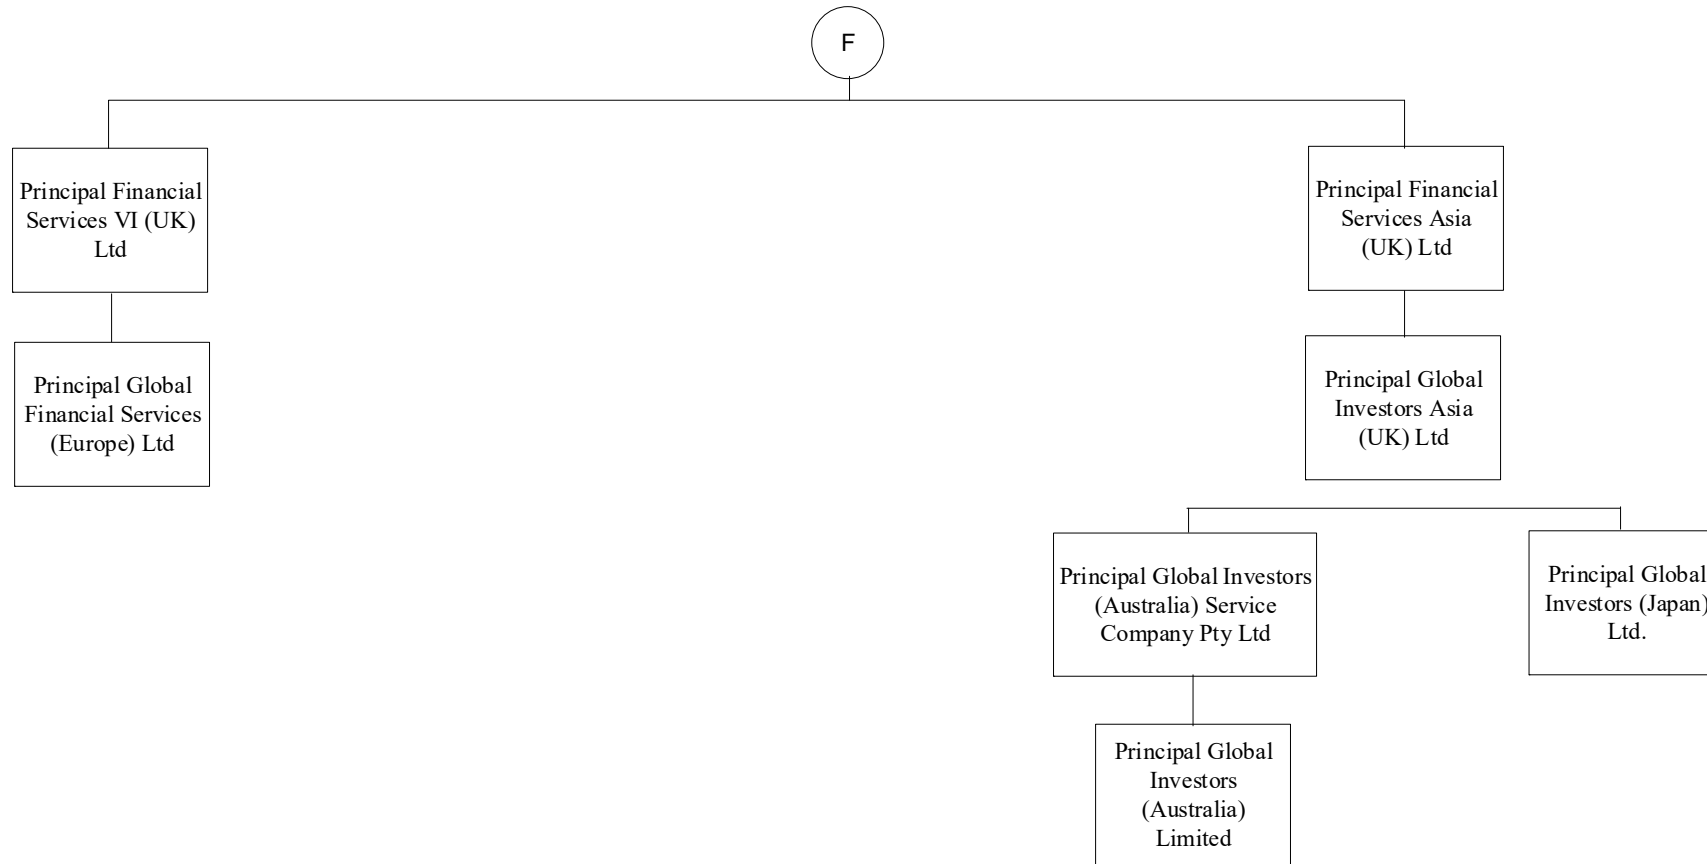 F
Principal Financial
Services VI (UK)
Ltd
Principal Financial
Services Asia
(UK) Ltd
Principal Global
Financial Services
(Europe) Ltd
Principal Global
Investors Asia
(UK) Ltd
Principal Global Investors
(Australia) Service
Company Pty Ltd
Principal Global
Investors (Japan)
Ltd.
Principal Global
Investors
(Australia)
Limited